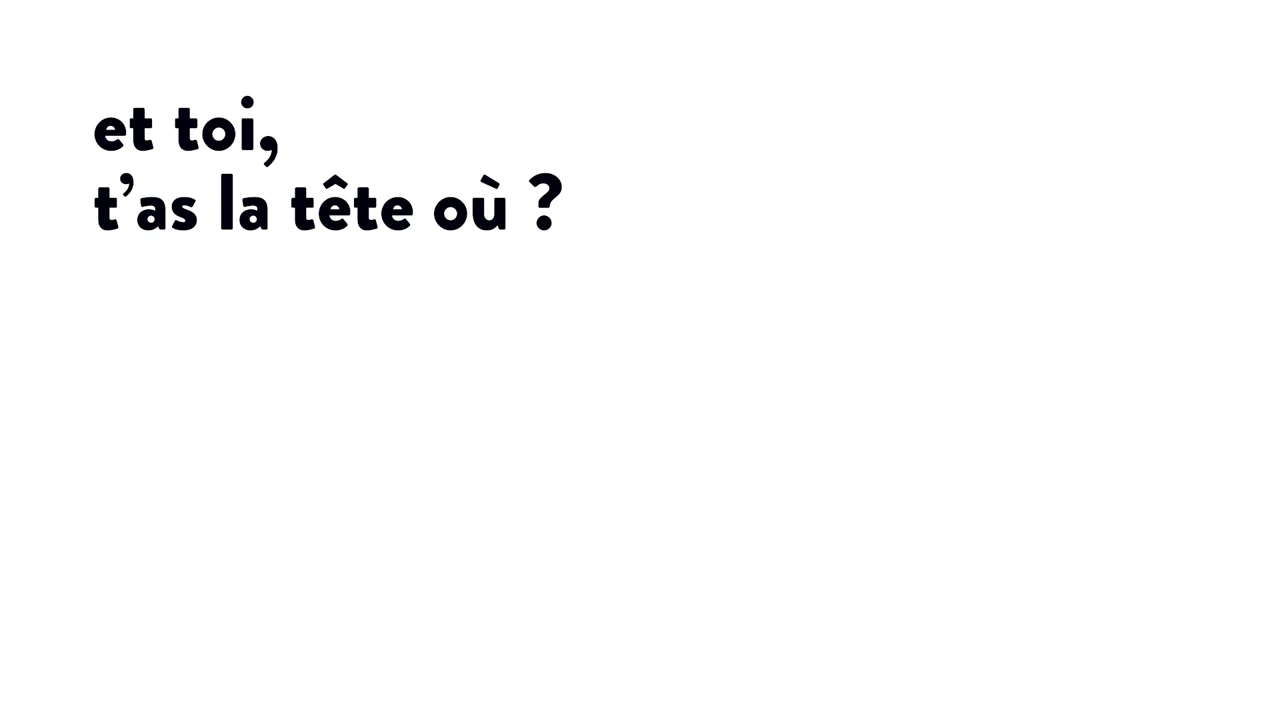 et toi,
t’as la tête où ?